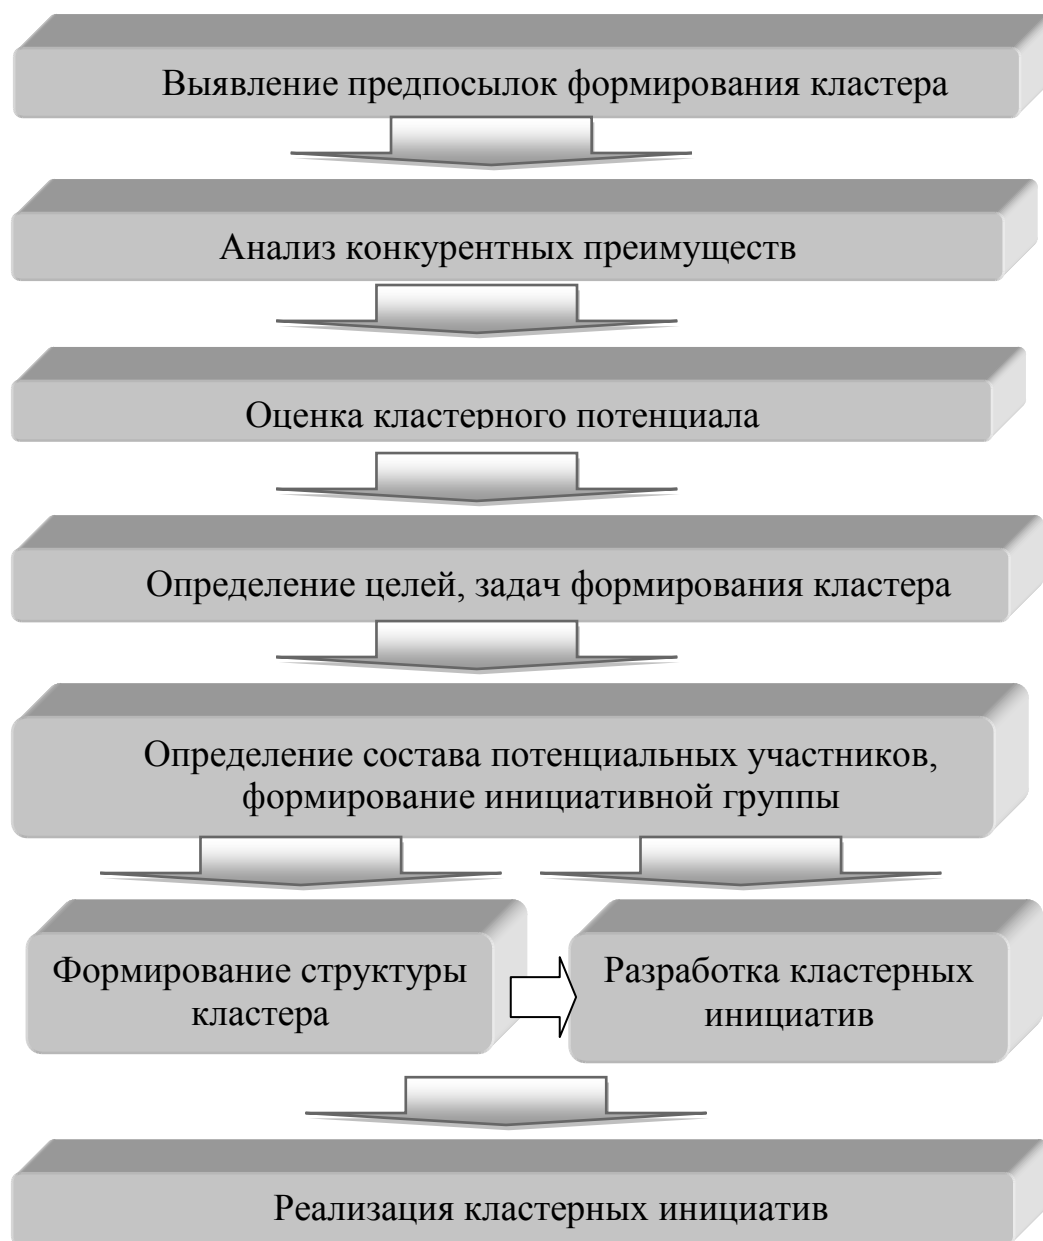 Выявление предпосылок формирования кластера
Анализ конкурентных преимуществ
Оценка кластерного потенциала
Определение целей, задач формирования кластера
Определение состава потенциальных участников,
формирование инициативной группы
Формирование структуры
кластера
Разработка кластерных
инициатив
Реализация кластерных инициатив